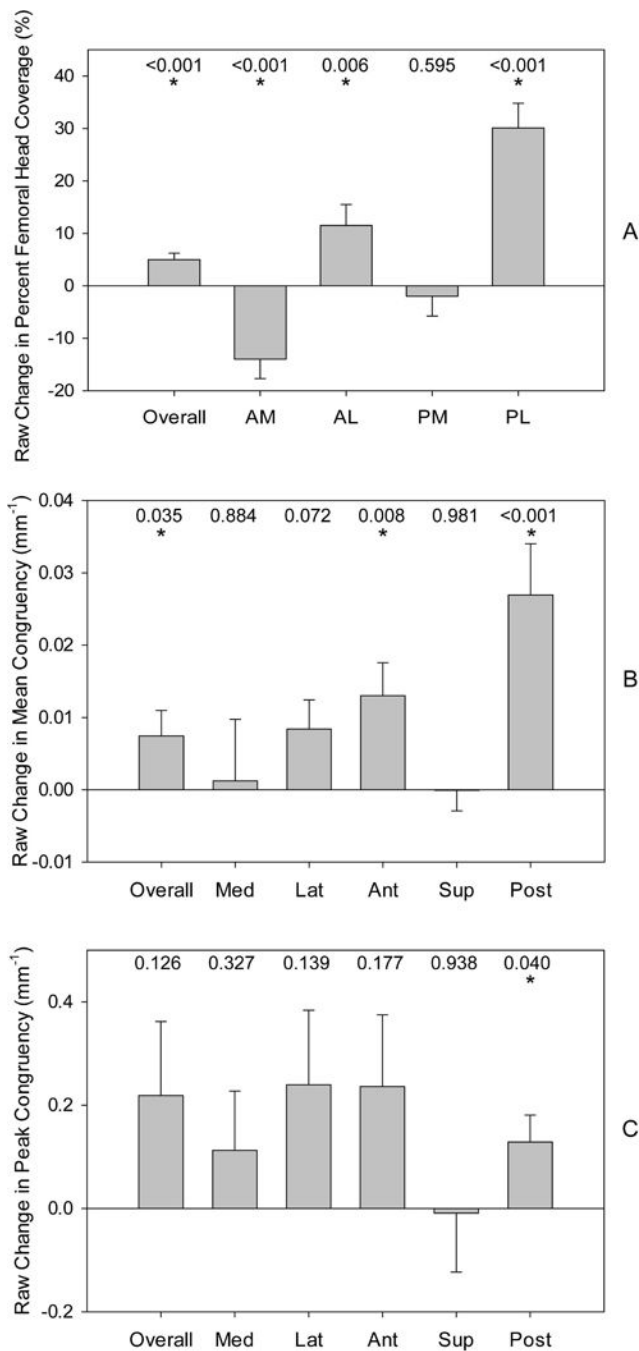 Raw Change in Percent Femoral Head Coverage (%)
40
30
20
10
0
-10
-20
<0.001 <0.001 0.006 0.595 <0.001
* * * *
Overall AM AL PM PL
A
Raw Change in Mean Congruency (mm⁻¹)
0.04
0.03
0.02
0.01
0.00
-0.01
0.035 0.884 0.072 0.008 0.981 <0.001
* * *
Overall Med Lat Ant Sup Post
B
Raw Change in Peak Congruency (mm⁻¹)
0.4
0.2
0.0
-0.2
0.126 0.327 0.139 0.177 0.938 0.040
*
Overall Med Lat Ant Sup Post
C